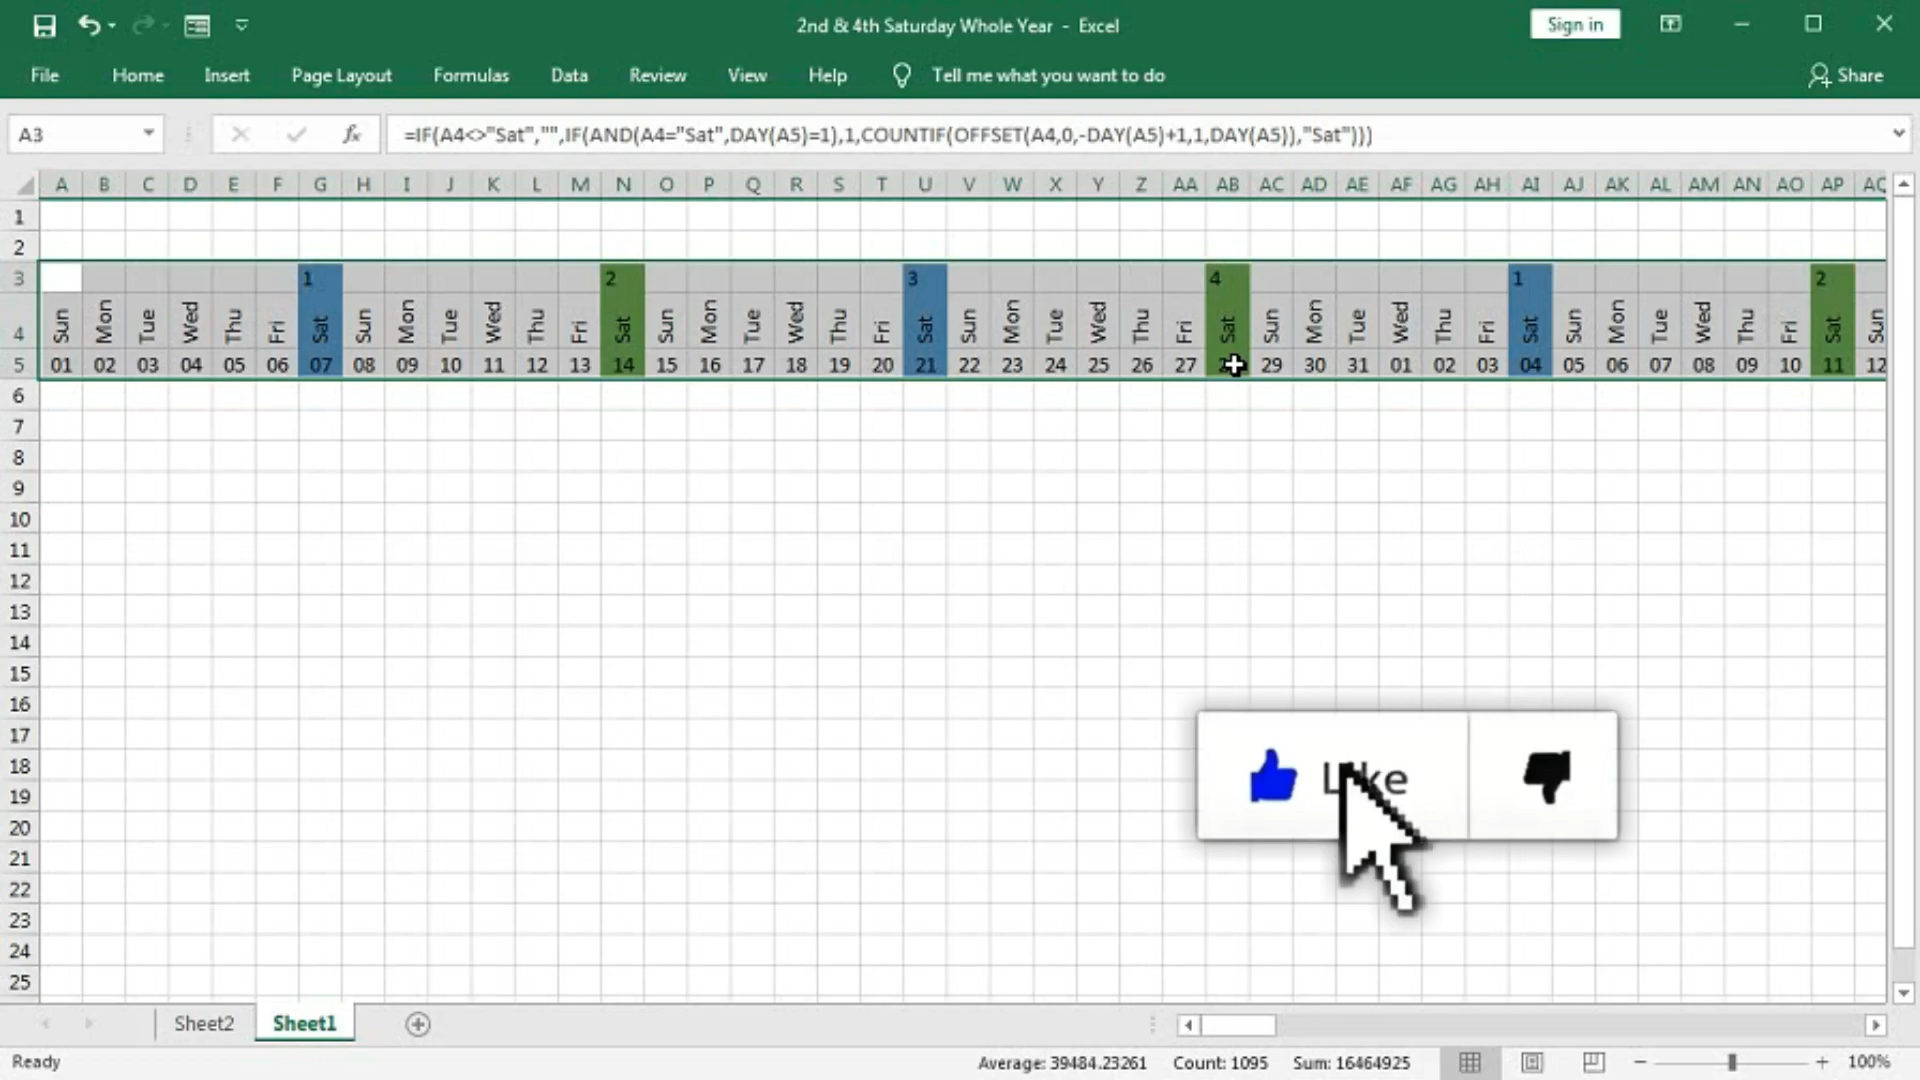 2nd & 4th Saturday Whole Year - Excel
Sign in
File Home Insert Page Layout Formulas Data Review View Help Tell me what you want to do Share
A3 fx =IF(A4<>"Sat","",IF(AND(A4="Sat",DAY(A5)=1),1,COUNTIF(OFFSET(A4,0,-DAY(A5)+1,1,DAY(A5)),"Sat")))
A B C D E F G H I J K L M N O P Q R S T U V W X Y Z AA AB AC AD AE AF AG AH AI AJ AK AL AM AN AO AP AQ
1
2
3 1 2 3 4 1 2
4 Sun Mon Tue Wed Thu Fri Sat Sun Mon Tue Wed Thu Fri Sat Sun Mon Tue Wed Thu Fri Sat Sun Mon Tue Wed Thu Fri Sat Sun Mon Tue Wed Thu Fri Sat Sun Mon Tue Wed Thu Fri Sat Sun
5 01 02 03 04 05 06 07 08 09 10 11 12 13 14 15 16 17 18 19 20 21 22 23 24 25 26 27 29 30 31 01 02 03 04 05 06 07 08 09 10 11 12
6
7
8
9
10
11
12
13
14
15
16
17
18
Like
19
20
21
22
23
24
25
Sheet2 Sheet1
Ready Average: 39484.23261 Count: 1095 Sum: 16464925 100%